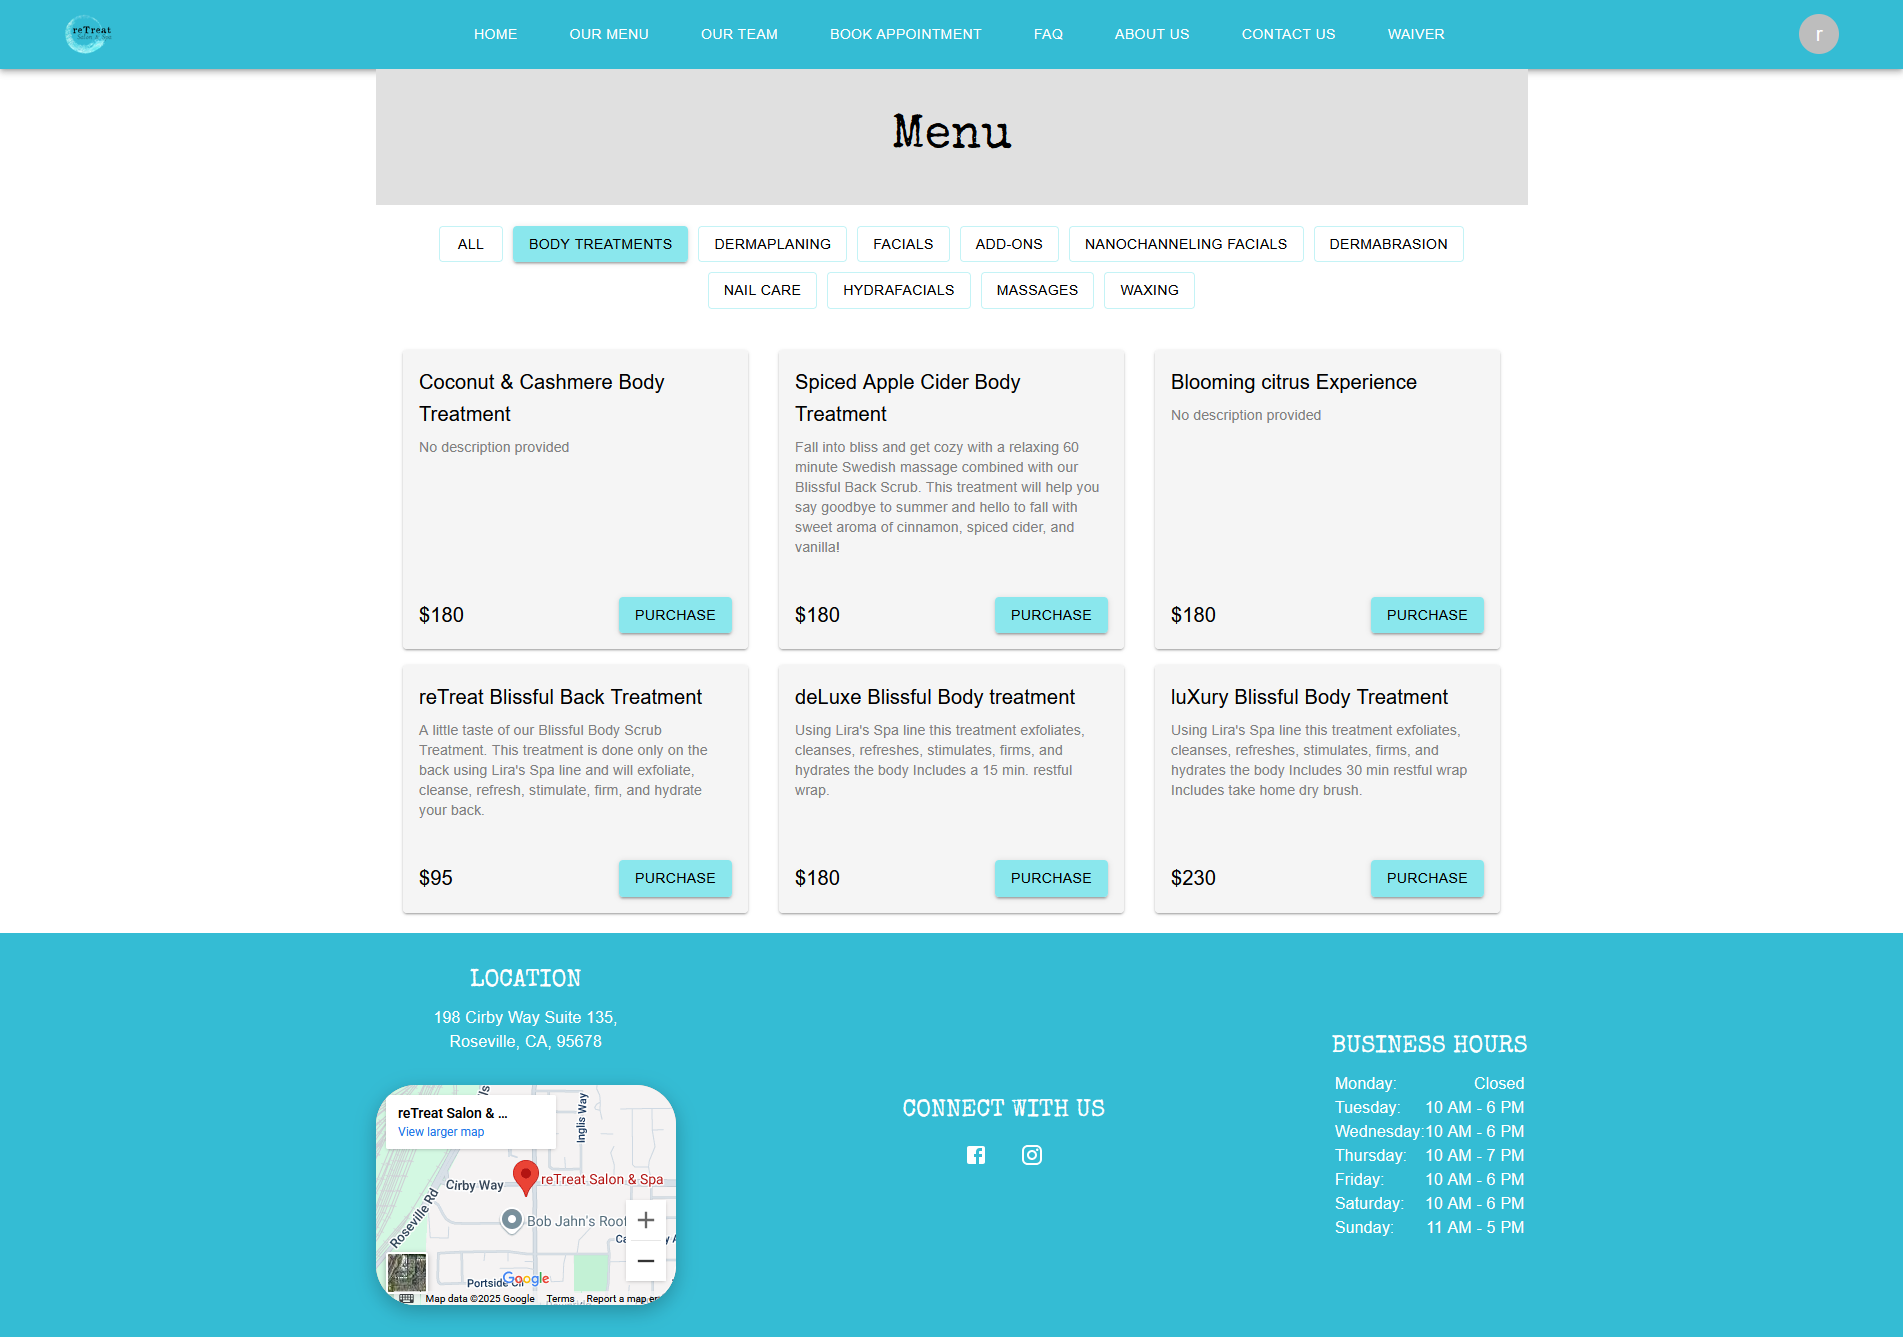 reTreat
Salon & Spa
HOME
OUR MENU
OUR TEAM
BOOK APPOINTMENT
FAQ
ABOUT US
CONTACT US
WAIVER
r
Menu
ALL
BODY TREATMENTS
DERMAPLANING
FACIALS
ADD-ONS
NANOCHANNELING FACIALS
DERMABRASION
NAIL CARE
HYDRAFACIALS
MASSAGES
WAXING
Coconut & Cashmere Body
Treatment
No description provided
$180
PURCHASE
Spiced Apple Cider Body
Treatment
Fall into bliss and get cozy with a relaxing 60
minute Swedish massage combined with our
Blissful Back Scrub. This treatment will help you
say goodbye to summer and hello to fall with
sweet aroma of cinnamon, spiced cider, and
vanilla!
$180
PURCHASE
Blooming citrus Experience
No description provided
$180
PURCHASE
reTreat Blissful Back Treatment
A little taste of our Blissful Body Scrub
Treatment. This treatment is done only on the
back using Lira's Spa line and will exfoliate,
cleanse, refresh, stimulate, firm, and hydrate
your back.
$95
PURCHASE
deLuxe Blissful Body treatment
Using Lira's Spa line this treatment exfoliates,
cleanses, refreshes, stimulates, firms, and
hydrates the body Includes a 15 min. restful
wrap.
$180
PURCHASE
luXury Blissful Body Treatment
Using Lira's Spa line this treatment exfoliates,
cleanses, refreshes, stimulates, firms, and
hydrates the body Includes 30 min restful wrap
Includes take home dry brush.
$230
PURCHASE
LOCATION
198 Cirby Way Suite 135,
Roseville, CA, 95678
reTreat Salon & ...
View larger map
Inglis Way
Cirby Way
reTreat Salon & Spa
Roseville Rd
Bob Jahn's Roof
Portside Cir
Google
Map data ©2025 Google
Terms
Report a map er
CONNECT WITH US
BUSINESS HOURS
Monday: Closed
Tuesday: 10 AM - 6 PM
Wednesday: 10 AM - 6 PM
Thursday: 10 AM - 7 PM
Friday: 10 AM - 6 PM
Saturday: 10 AM - 6 PM
Sunday: 11 AM - 5 PM